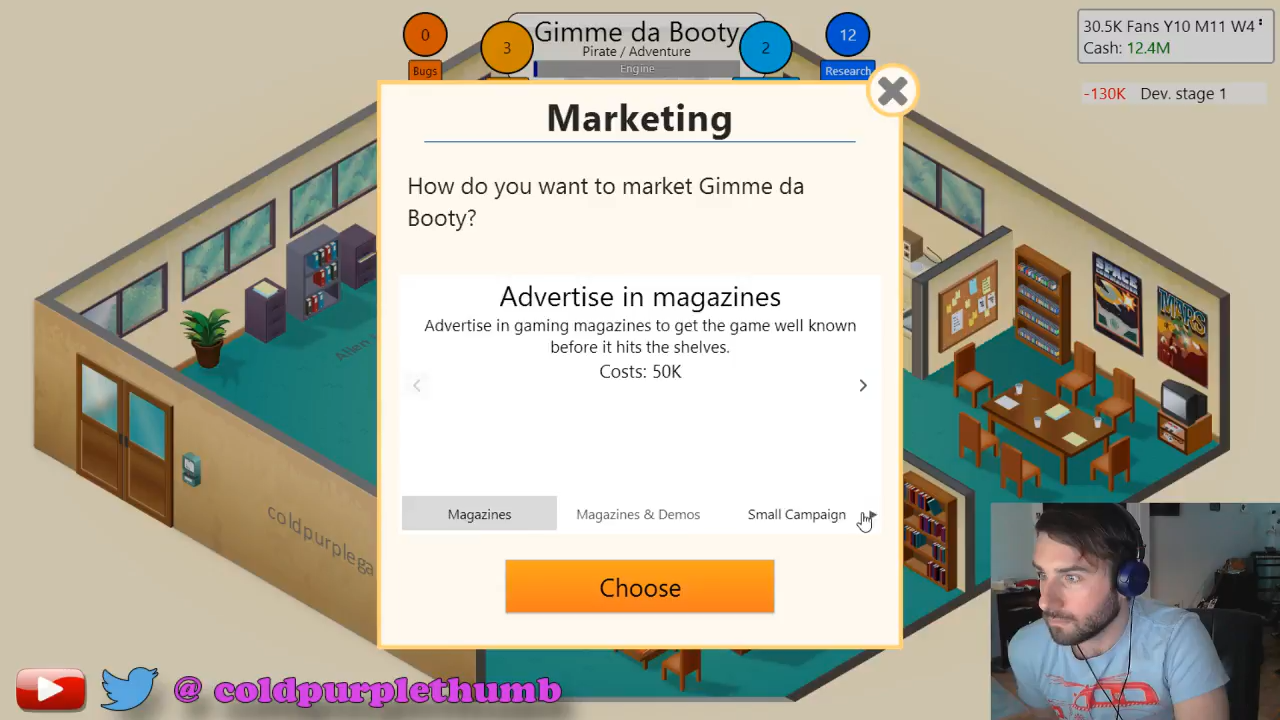 0
3
Gimme da Booty
Pirate / Adventure
Engine
2
12
Bugs
Research
30.5K Fans Y10 M11 W4
Cash: 12.4M
-130K Dev. stage 1
Marketing
How do you want to market Gimme da
Booty?
Advertise in magazines
Advertise in gaming magazines to get the game well known
before it hits the shelves.
Costs: 50K
Magazines
Magazines & Demos
Small Campaign
Choose
SPACE
MAPS
Alien
coldpurplega
@ coldpurplethumb